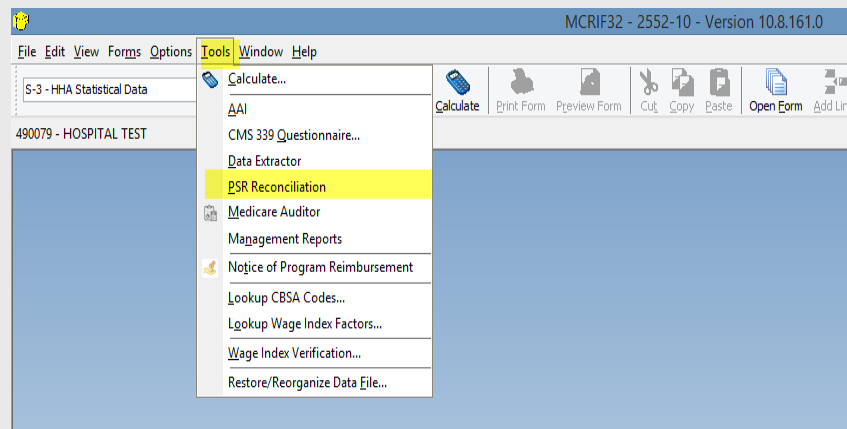 MCRIF32 - 2552-10 - Version 10.8.161.0
File Edit View Forms Options Tools Window Help
S-3 - HHA Statistical Data
Calculate Print Form Preview Form Cut Copy Paste Open Form Add
490079 - HOSPITAL TEST
Calculate...
AAI
CMS 339 Questionnaire...
Data Extractor
PSR Reconciliation
Medicare Auditor
Management Reports
Notice of Program Reimbursement
Lookup CBSA Codes...
Lookup Wage Index Factors...
Wage Index Verification...
Restore/Reorganize Data File...